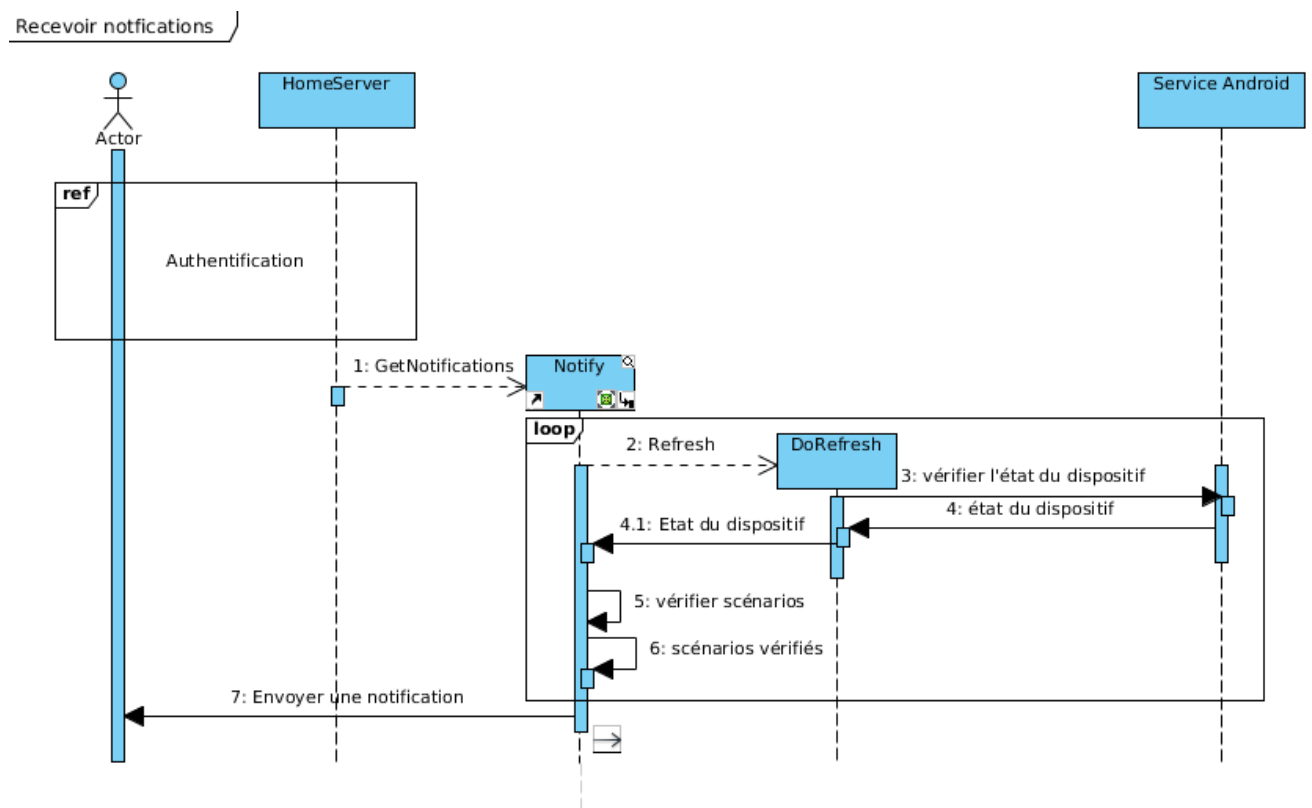 Recevoir notfications
HomeServer
Service Android
Actor
ref
Authentification
1: GetNotifications
Notify
loop
2: Refresh
DoRefresh
3: vérifier l'état du dispositif
4: état du dispositif
4.1: Etat du dispositif
5: vérifier scénarios
6: scénarios vérifiés
7: Envoyer une notification